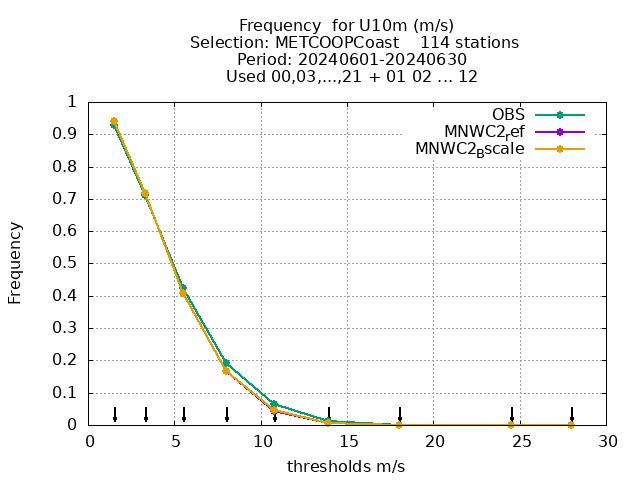 Frequency  for U10m (m/s)
Selection: METCOOPCoast    114 stations
Period: 20240601-20240630
Used 00,03,...,21 + 01 02 ... 12
OBS
MNWC2ref
MNWC2Bscale
1
0.9
0.8
0.7
0.6
0.5
0.4
0.3
0.2
0.1
0
Frequency
0 5 10 15 20 25 30
thresholds m/s